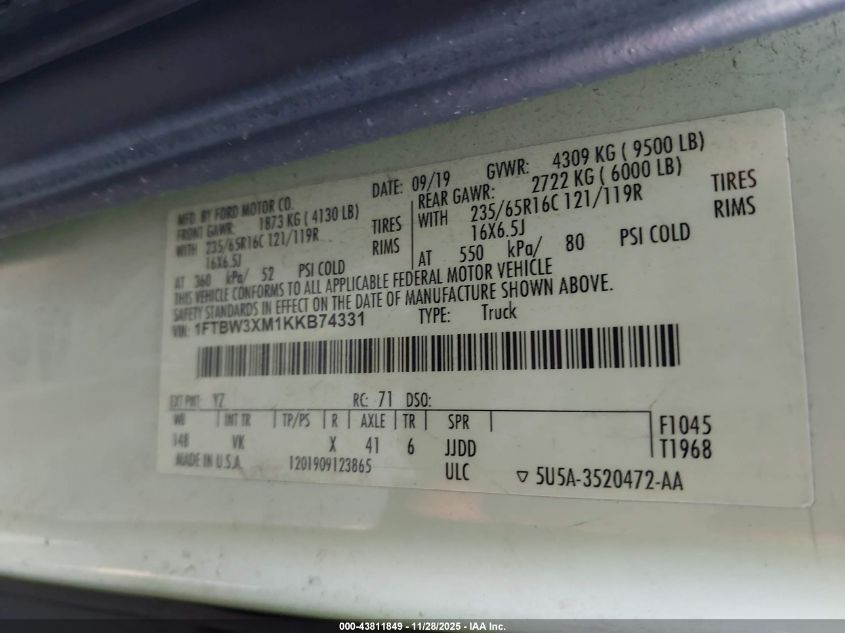 MFD. BY FORD MOTOR CO. DATE: 09/19 GVWR: 4309 KG ( 9500 LB)
FRONT GAWR: 1873 KG ( 4130 LB) REAR GAWR: 2722 KG ( 6000 LB)
WITH 235/65R16C 121/119R TIRES WITH 235/65R16C 121/119R TIRES
16X6.5J RIMS 16X6.5J RIMS
AT 360 kPa/ 52 PSI COLD AT 550 kPa/ 80 PSI COLD
THIS VEHICLE CONFORMS TO ALL APPLICABLE FEDERAL MOTOR VEHICLE
SAFETY STANDARDS IN EFFECT ON THE DATE OF MANUFACTURE SHOWN ABOVE.
VIN: 1FTBW3XM1KKB74331 TYPE: Truck
EXT PNT: YZ RC: 71 DSO:
WB INT TR TP/PS R AXLE TR SPR F1045
148 VK X 41 6 JJDD T1968
MADE IN U.S.A. 1201909123865 ULC ▽ 5U5A-3520472-AA
000-43811849 - 11/28/2025 - IAA Inc.